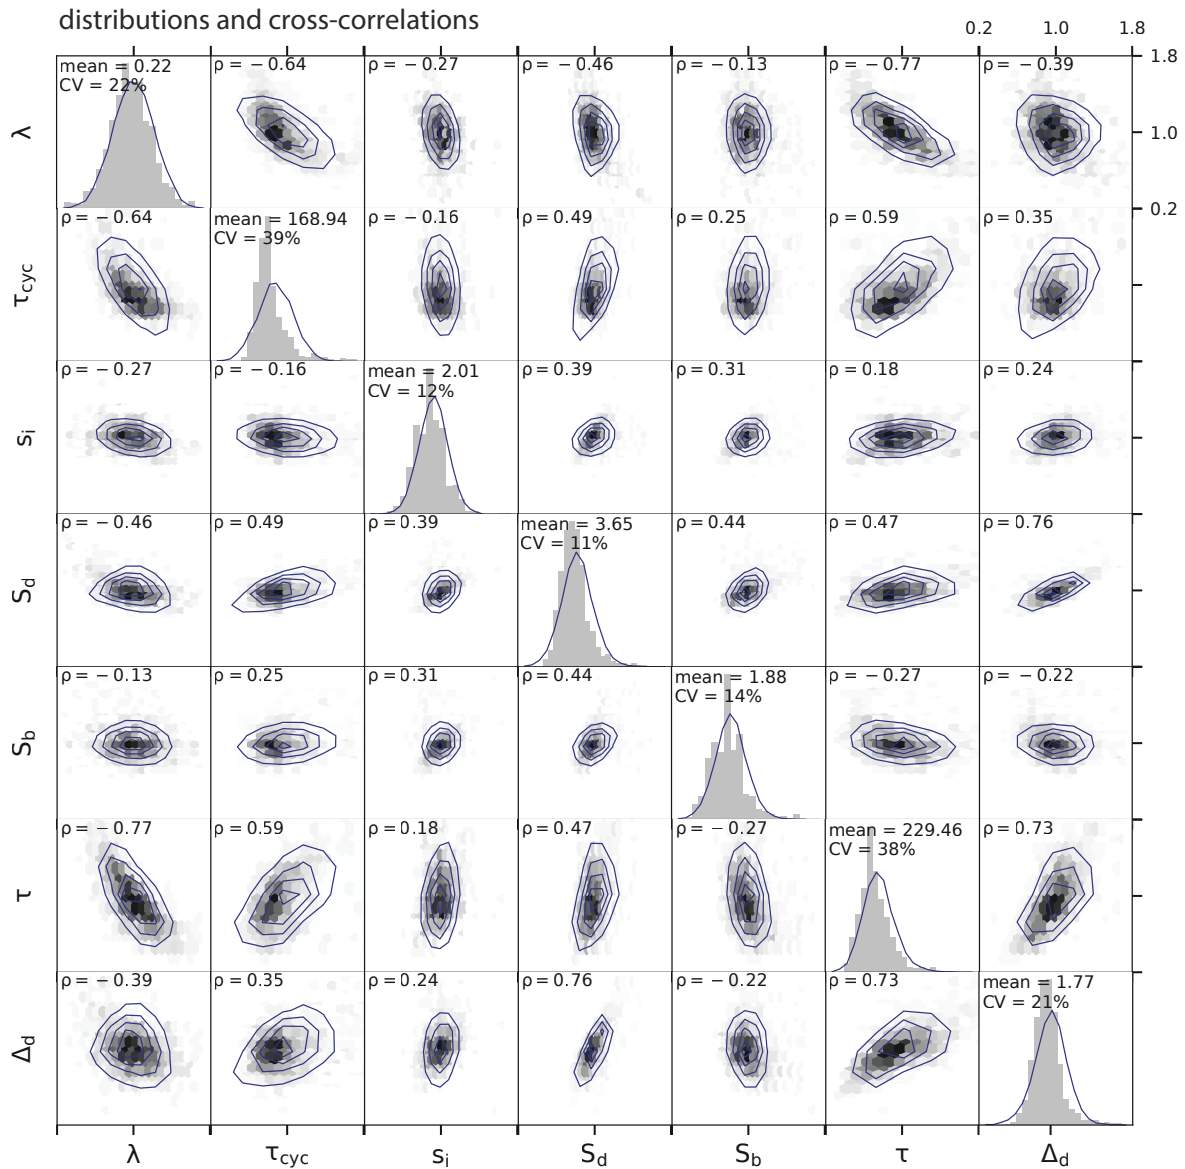 distributions and cross-correlations
0.2 1.0 1.8
mean = 0.22 ρ = − 0.64 ρ = − 0.27 ρ = − 0.46 ρ = − 0.13 ρ = − 0.77 ρ = − 0.39 1.8
CV = 22%
λ 1.0
0.2
ρ = − 0.64 mean = 168.94 ρ = − 0.16 ρ = 0.49 ρ = 0.25 ρ = 0.59 ρ = 0.35
CV = 39%
τcyc
ρ = − 0.27 ρ = − 0.16 mean = 2.01 ρ = 0.39 ρ = 0.31 ρ = 0.18 ρ = 0.24
CV = 12%
si
ρ = − 0.46 ρ = 0.49 ρ = 0.39 mean = 3.65 ρ = 0.44 ρ = 0.47 ρ = 0.76
CV = 11%
Sd
ρ = − 0.13 ρ = 0.25 ρ = 0.31 ρ = 0.44 mean = 1.88 ρ = − 0.27 ρ = − 0.22
CV = 14%
Sb
ρ = − 0.77 ρ = 0.59 ρ = 0.18 ρ = 0.47 ρ = − 0.27 mean = 229.46 ρ = 0.73
CV = 38%
τ
ρ = − 0.39 ρ = 0.35 ρ = 0.24 ρ = 0.76 ρ = − 0.22 ρ = 0.73 mean = 1.77
CV = 21%
Δd
λ τcyc si Sd Sb τ Δd